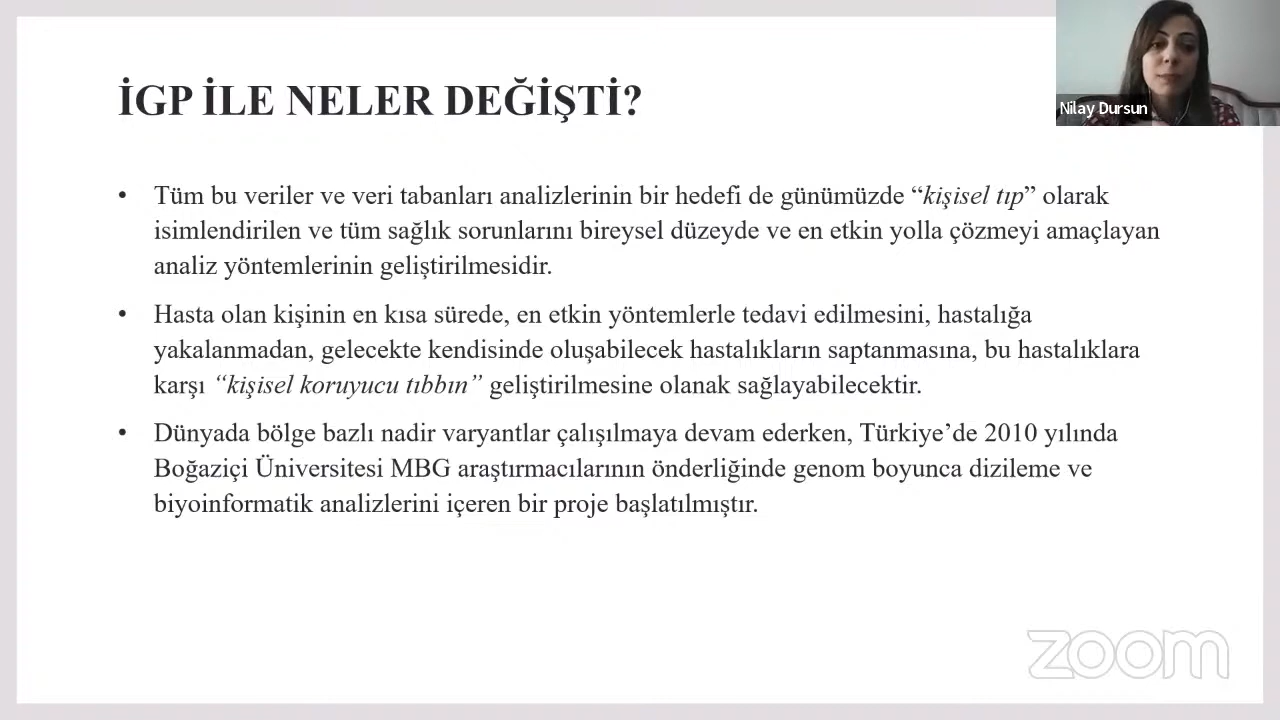 İGP İLE NELER DEĞİŞTİ?
Nilay Dursun
• Tüm bu veriler ve veri tabanları analizlerinin bir hedefi de günümüzde “kişisel tıp” olarak
isimlendirilen ve tüm sağlık sorunlarını bireysel düzeyde ve en etkin yolla çözmeyi amaçlayan
analiz yöntemlerinin geliştirilmesidir.
• Hasta olan kişinin en kısa sürede, en etkin yöntemlerle tedavi edilmesini, hastalığa
yakalanmadan, gelecekte kendisinde oluşabilecek hastalıkların saptanmasına, bu hastalıklara
karşı “kişisel koruyucu tıbbın” geliştirilmesine olanak sağlayabilecektir.
• Dünyada bölge bazlı nadir varyantlar çalışılmaya devam ederken, Türkiye’de 2010 yılında
Boğaziçi Üniversitesi MBG araştırmacılarının önderliğinde genom boyunca dizileme ve
biyoinformatik analizlerini içeren bir proje başlatılmıştır.
zoom